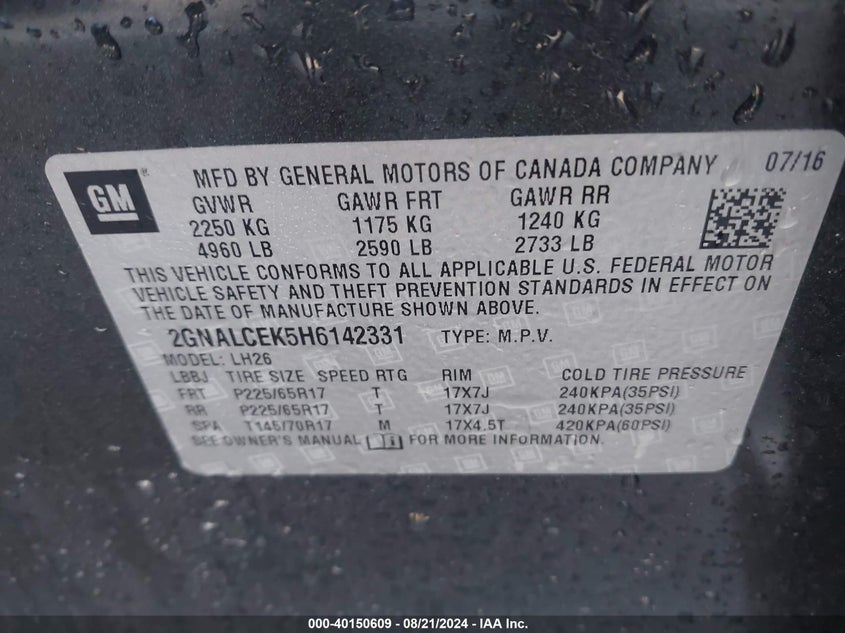 GM
MFD BY GENERAL MOTORS OF CANADA COMPANY 07/16
GVWR GAWR FRT GAWR RR
2250 KG 1175 KG 1240 KG
4960 LB 2590 LB 2733 LB
THIS VEHICLE CONFORMS TO ALL APPLICABLE U.S. FEDERAL MOTOR
VEHICLE SAFETY AND THEFT PREVENTION STANDARDS IN EFFECT ON
THE DATE OF MANUFACTURE SHOWN ABOVE.
2GNALCEK5H6142331 TYPE: M.P.V.
MODEL: LH26
LBBJ TIRE SIZE SPEED RTG RIM COLD TIRE PRESSURE
FRT P225/65R17 T 17X7J 240KPA(35PSI)
RR P225/65R17 T 17X7J 240KPA(35PSI)
SPA T145/70R17 M 17X4.5T 420KPA(60PSI)
SEE OWNER'S MANUAL FOR MORE INFORMATION.
000-40150609 - 08/21/2024 - IAA Inc.